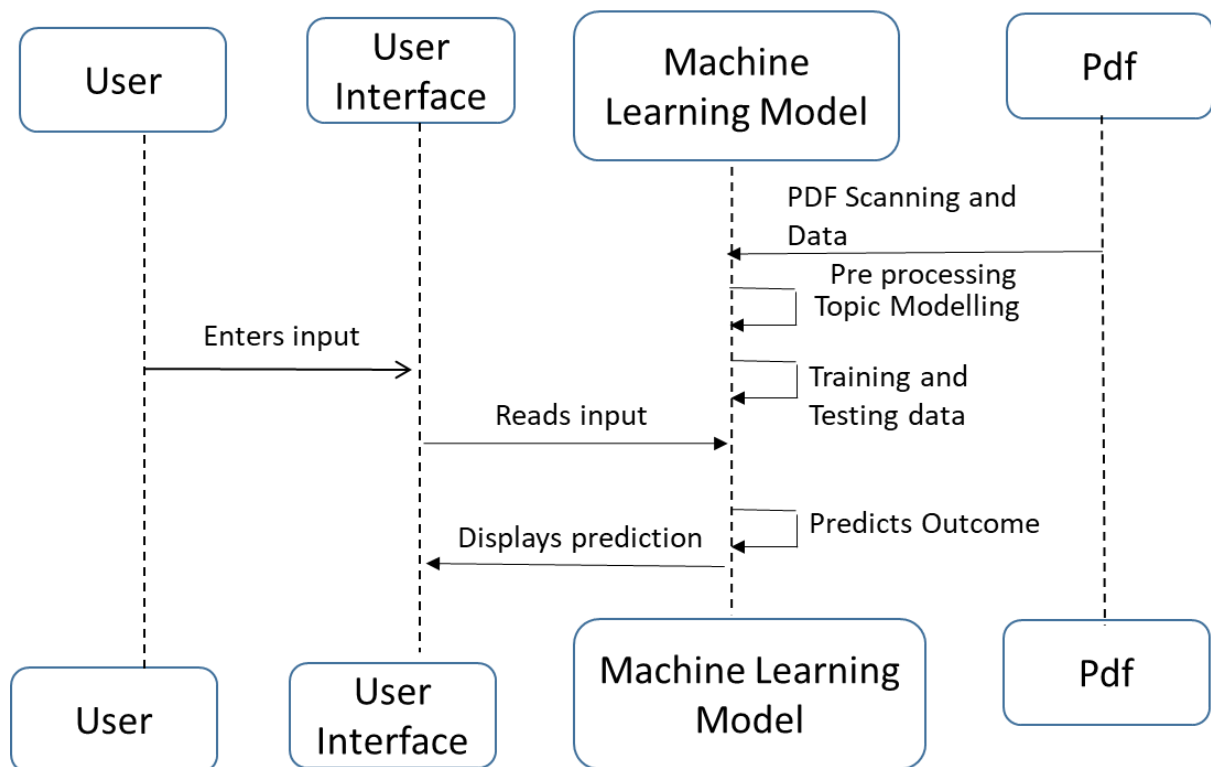 User
User
Interface
Machine
Learning Model
Pdf
PDF Scanning and
Data
Pre processing
Topic Modelling
Enters input
Training and
Testing data
Reads input
Predicts Outcome
Displays prediction
User
User
Interface
Machine Learning
Model
Pdf